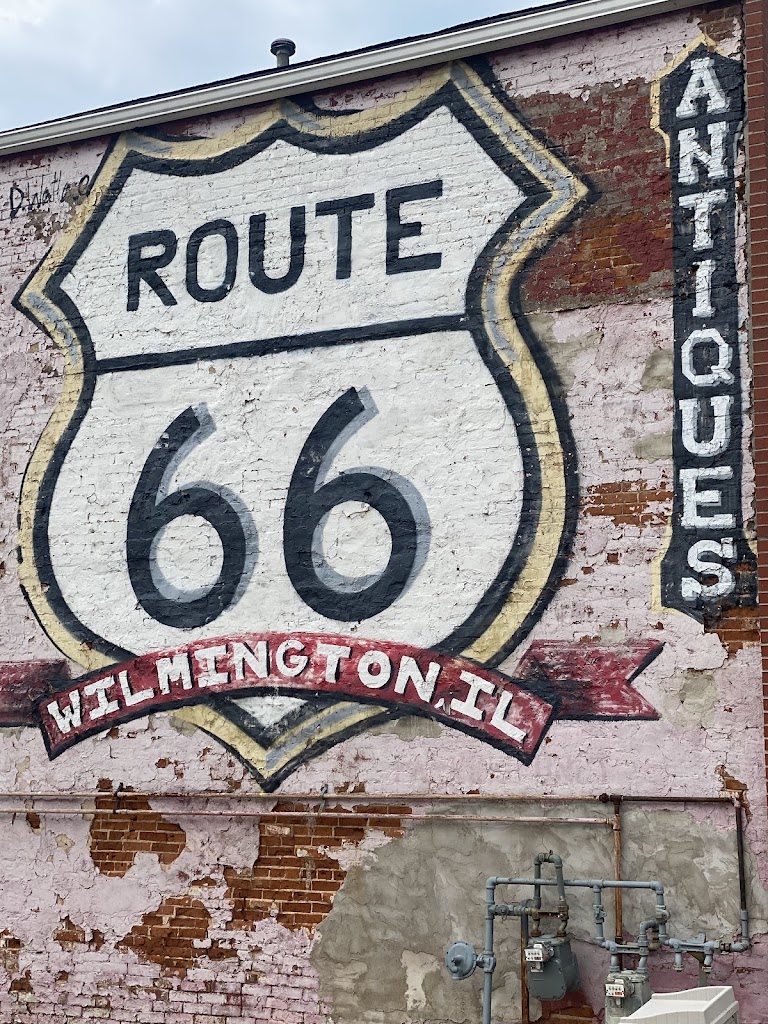 ROUTE
66
WILMINGTON, IL
ANTIQUES